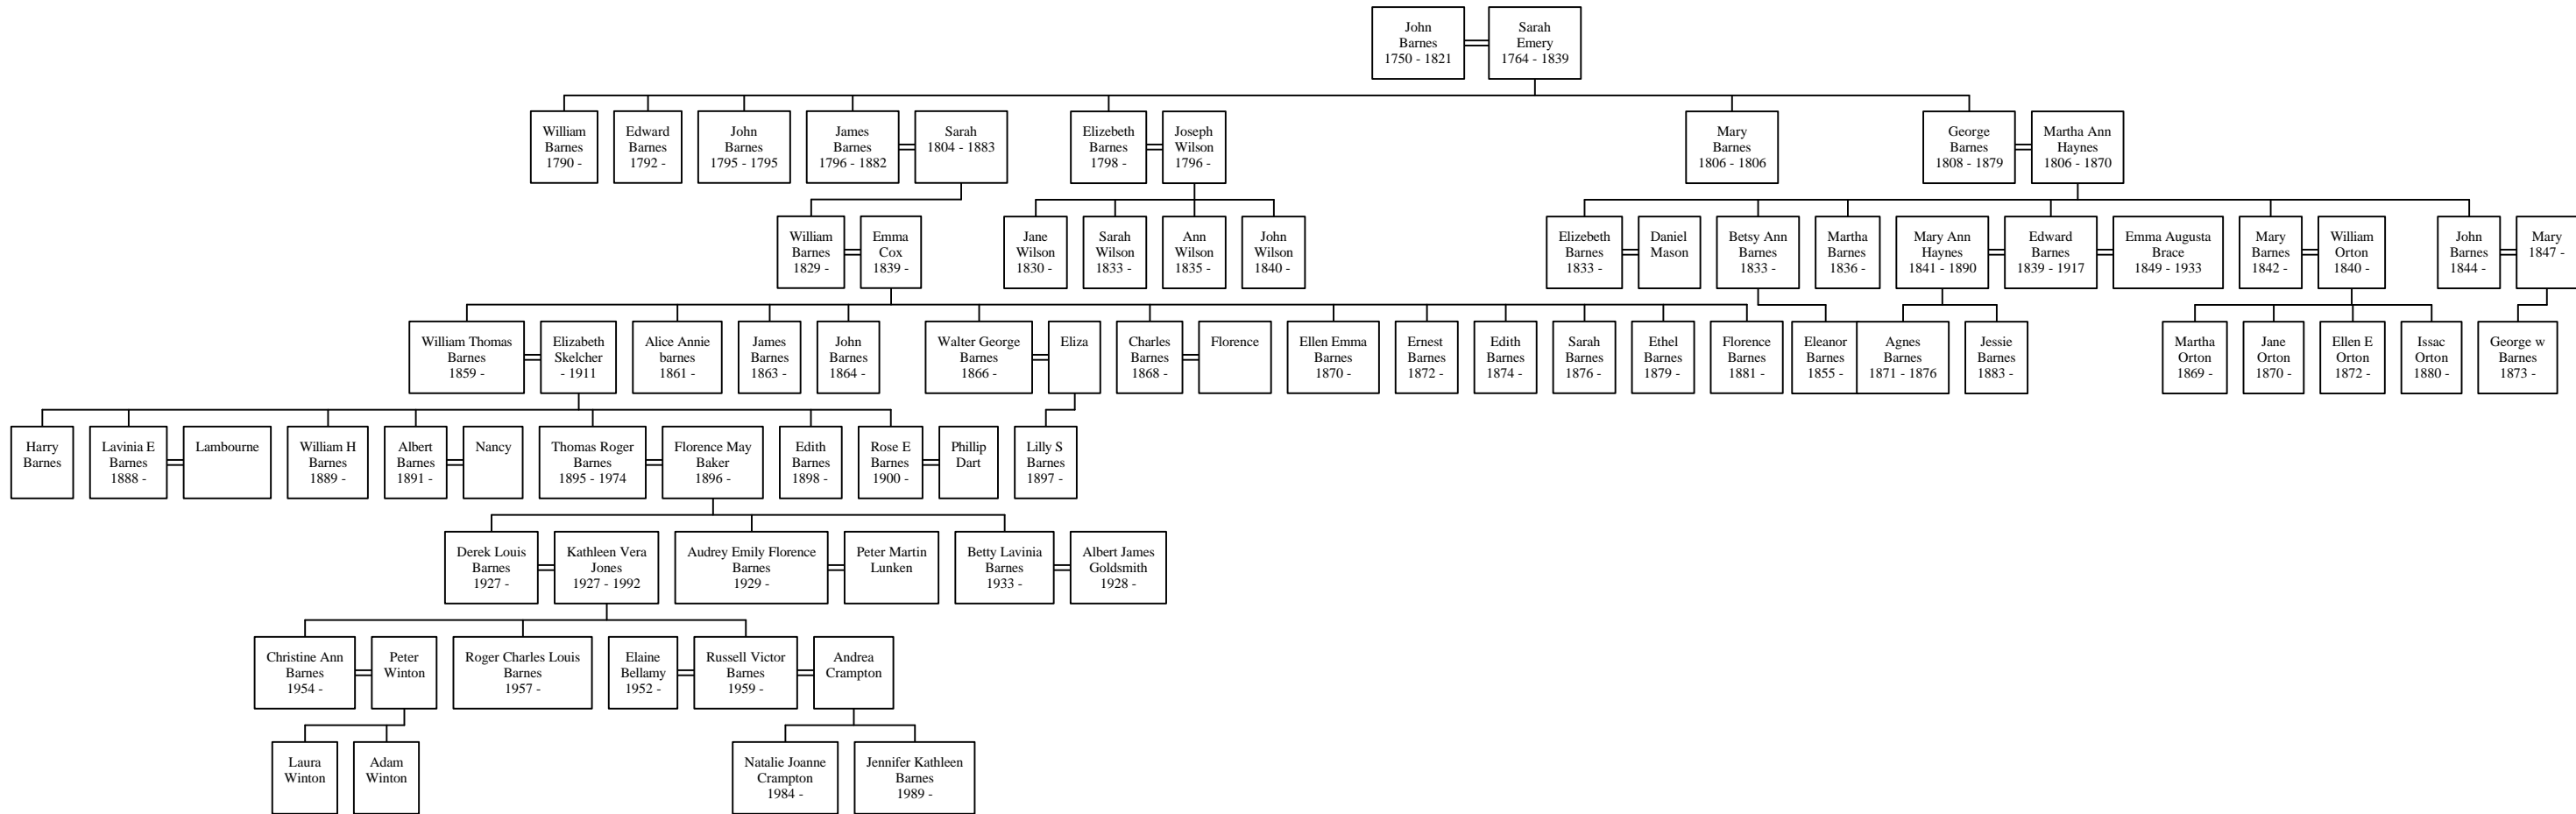 John
Barnes
1750 - 1821
Sarah
Emery
1764 - 1839
William
Barnes
1790 -
Edward
Barnes
1792 -
John
Barnes
1795 - 1795
James
Barnes
1796 - 1882
Sarah
1804 - 1883
Elizebeth
Barnes
1798 -
Joseph
Wilson
1796 -
Mary
Barnes
1806 - 1806
George
Barnes
1808 - 1879
Martha Ann
Haynes
1806 - 1870
William
Barnes
1829 -
Emma
Cox
1839 -
Jane
Wilson
1830 -
Sarah
Wilson
1833 -
Ann
Wilson
1835 -
John
Wilson
1840 -
Elizebeth
Barnes
1833 -
Daniel
Mason
Betsy Ann
Barnes
1833 -
Martha
Barnes
1836 -
Mary Ann
Haynes
1841 - 1890
Edward
Barnes
1839 - 1917
Emma Augusta
Brace
1849 - 1933
Mary
Barnes
1842 -
William
Orton
1840 -
John
Barnes
1844 -
Mary
1847 -
William Thomas
Barnes
1859 -
Elizabeth
Skelcher
- 1911
Alice Annie
barnes
1861 -
James
Barnes
1863 -
John
Barnes
1864 -
Walter George
Barnes
1866 -
Eliza
Charles
Barnes
1868 -
Florence
Ellen Emma
Barnes
1870 -
Ernest
Barnes
1872 -
Edith
Barnes
1874 -
Sarah
Barnes
1876 -
Ethel
Barnes
1879 -
Florence
Barnes
1881 -
Eleanor
Barnes
1855 -
Agnes
Barnes
1871 - 1876
Jessie
Barnes
1883 -
Martha
Orton
1869 -
Jane
Orton
1870 -
Ellen E
Orton
1872 -
Issac
Orton
1880 -
George w
Barnes
1873 -
Harry
Barnes
Lavinia E
Barnes
1888 -
Lambourne
William H
Barnes
1889 -
Albert
Barnes
1891 -
Nancy
Thomas Roger
Barnes
1895 - 1974
Florence May
Baker
1896 -
Edith
Barnes
1898 -
Rose E
Barnes
1900 -
Phillip
Dart
Lilly S
Barnes
1897 -
Derek Louis
Barnes
1927 -
Kathleen Vera
Jones
1927 - 1992
Audrey Emily Florence
Barnes
1929 -
Peter Martin
Lunken
Betty Lavinia
Barnes
1933 -
Albert James
Goldsmith
1928 -
Christine Ann
Barnes
1954 -
Peter
Winton
Roger Charles Louis
Barnes
1957 -
Elaine
Bellamy
1952 -
Russell Victor
Barnes
1959 -
Andrea
Crampton
Laura
Winton
Adam
Winton
Natalie Joanne
Crampton
1984 -
Jennifer Kathleen
Barnes
1989 -